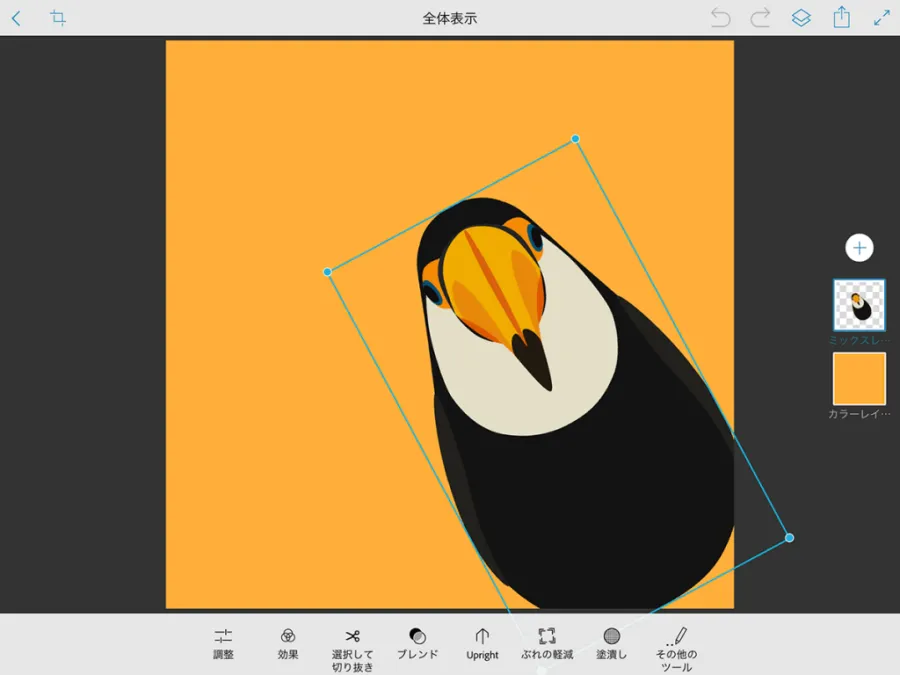 全体表示
ミックスレ…
カラーレイ…
調整
効果
選択して
切り抜き
ブレンド
Upright
ぶれの軽減
塗潰し
その他の
ツール